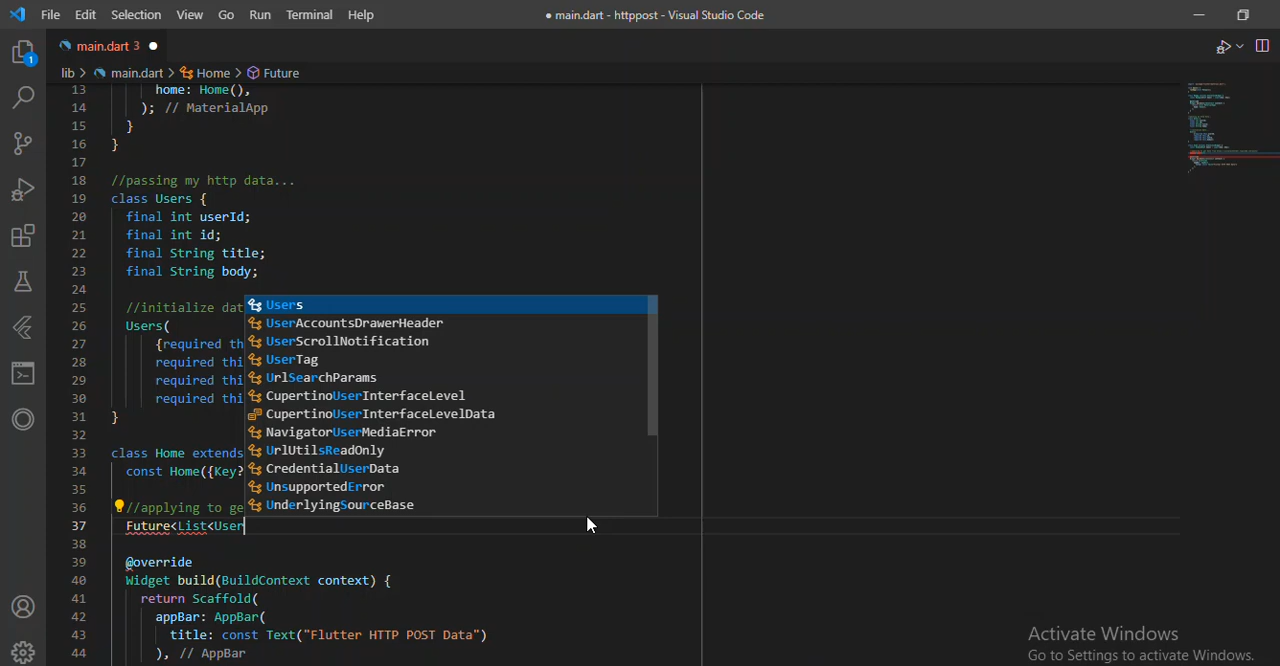 File Edit Selection View Go Run Terminal Help
● main.dart - httppost - Visual Studio Code
1
main.dart 3 ●
lib > main.dart > Home > Future
13 home: Home(),
14 ); // MaterialApp
15 }
16 }
17
18 //passing my http data...
19 class Users {
20 final int userId;
21 final int id;
22 final String title;
23 final String body;
24
25 //initialize dat
26 Users(
27 {required th
28 required thi
29 required thi
30 required thi
31 }
32
33 class Home extends
34 const Home({Key?
35
36 //applying to ge
37 Future<List<User
38
39 @override
40 Widget build(BuildContext context) {
41 return Scaffold(
42 appBar: AppBar(
43 title: const Text("Flutter HTTP POST Data")
44 ), // AppBar
Users
UserAccountsDrawerHeader
UserScrollNotification
UserTag
UrlSearchParams
CupertinoUserInterfaceLevel
CupertinoUserInterfaceLevelData
NavigatorUserMediaError
UrlUtilsReadOnly
CredentialUserData
UnsupportedError
UnderlyingSourceBase
Activate Windows
Go to Settings to activate Windows.